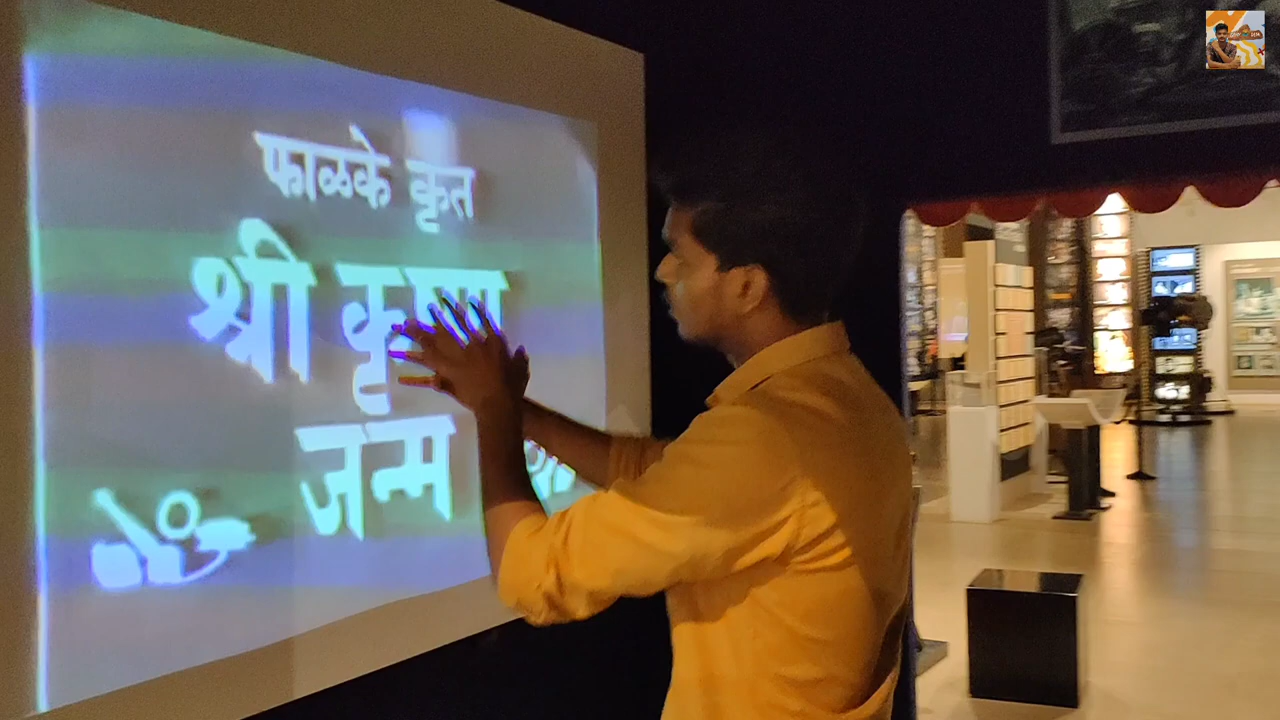 फाळके कृत
श्री कृष्ण
जन्म